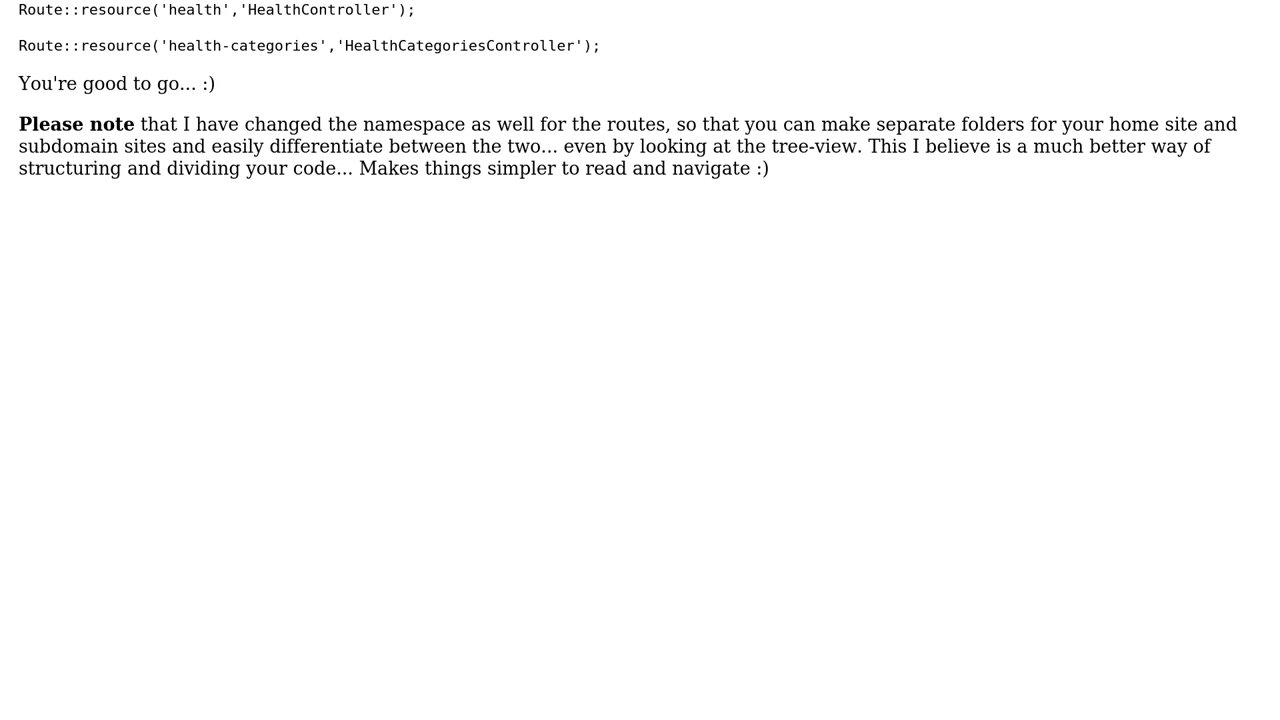 Route::resource('health','HealthController');
Route::resource('health-categories','HealthCategoriesController');
You're good to go... :)
Please note that I have changed the namespace as well for the routes, so that you can make separate folders for your home site and
subdomain sites and easily differentiate between the two... even by looking at the tree-view. This I believe is a much better way of
structuring and dividing your code... Makes things simpler to read and navigate :)